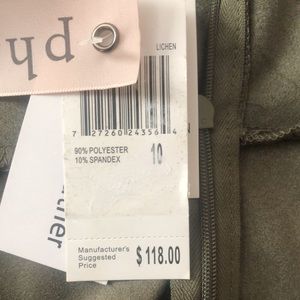 ph
LICHEN
7 27260 24356 4
90% POLYESTER
10% SPANDEX
10
Manufacturer's
Suggested
Price
$118.00